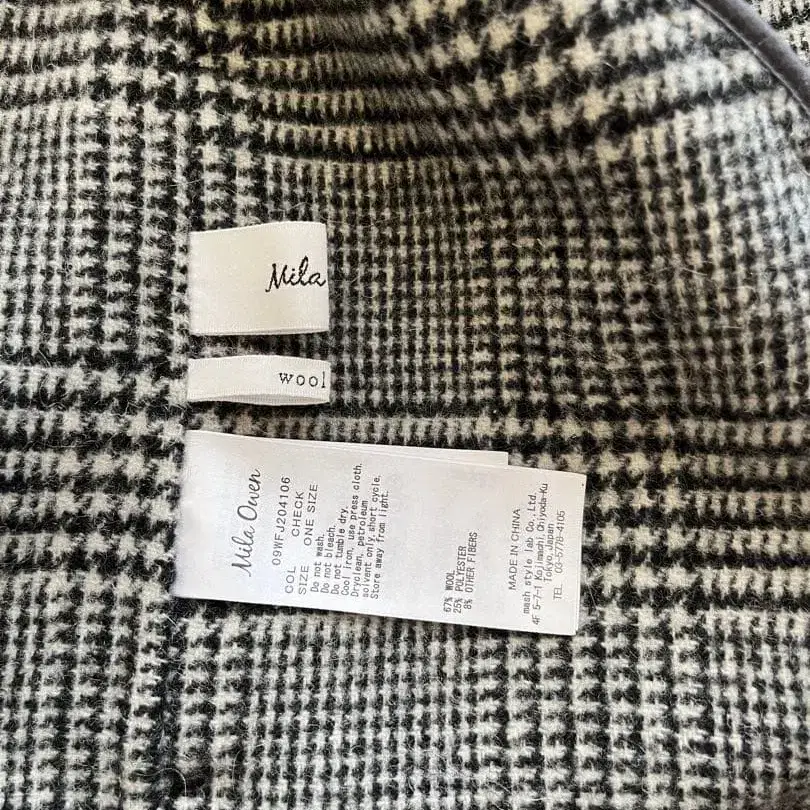 Mila
wool
Mila Owen
09WFJ204106
COL CHECK
SIZE ONE SIZE
Do not wash.
Do not bleach.
Do not tumble dry.
Cool iron, use press cloth.
Dryclean, petroleum
solvent only, short cycle.
Store away from light.
67% WOOL
25% POLYESTER
8% OTHER FIBERS
MADE IN CHINA
mash style lab Co. Ltd.
4F 5-7-1 Kojimachi, Chiyoda-Ku
Tokyo, Japan
TEL 03-5778-4105